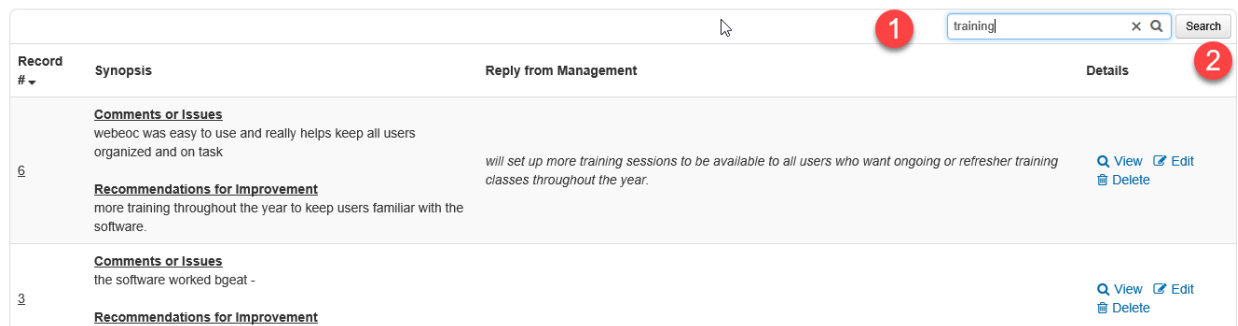 1
training
Search
2
Record
#
Synopsis
Reply from Management
Details
Comments or Issues
webeoc was easy to use and really helps keep all users
organized and on task
6
Recommendations for Improvement
more training throughout the year to keep users familiar with the
software.
will set up more training sessions to be available to all users who want ongoing or refresher training
classes throughout the year.
View Edit
Delete
Comments or Issues
the software worked bgeat -
3
Recommendations for Improvement
View Edit
Delete